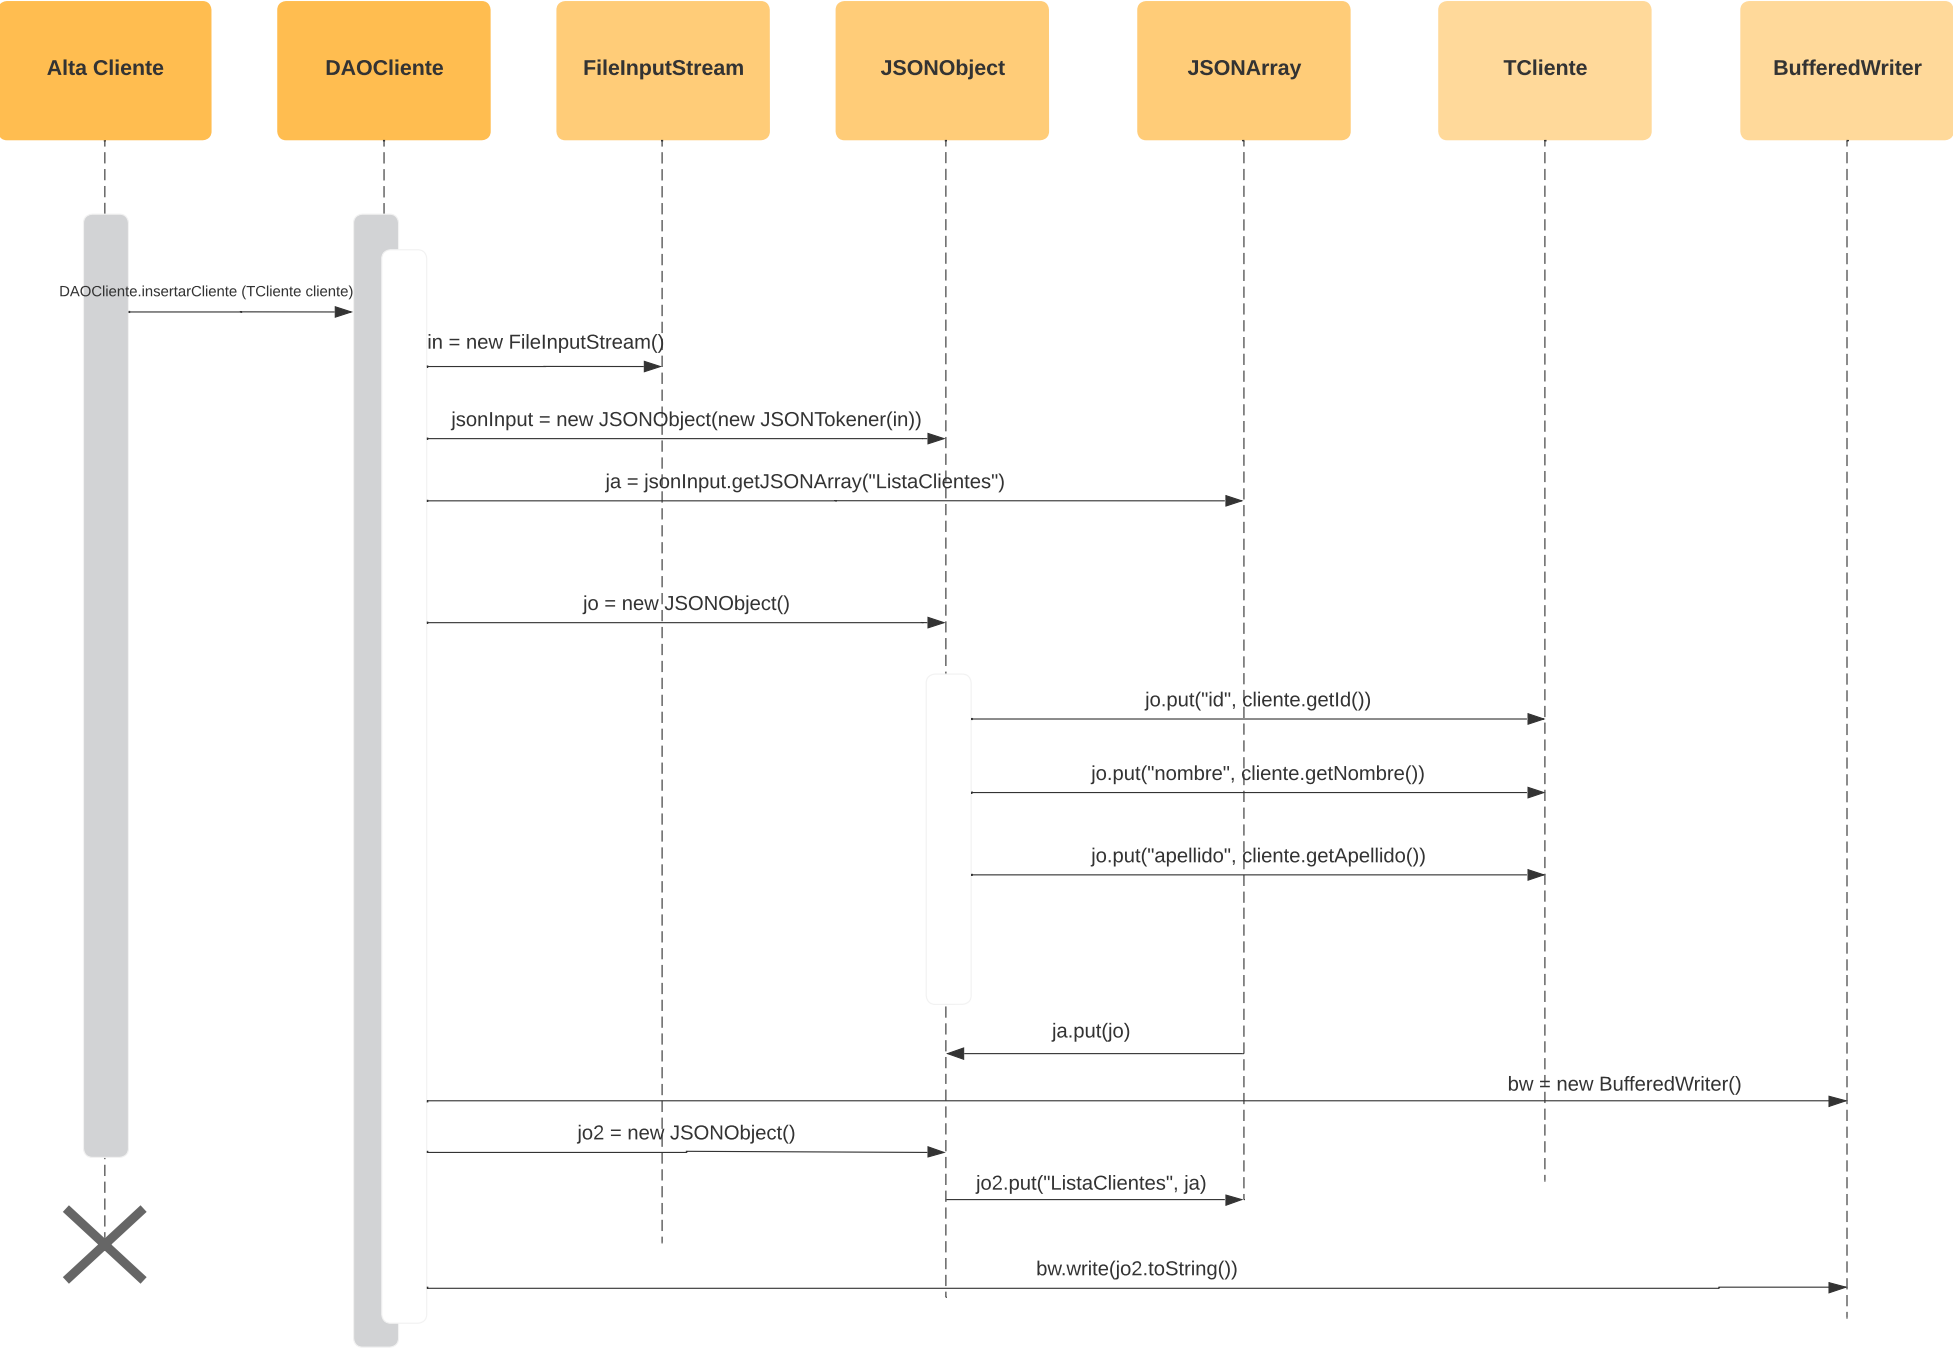 Alta Cliente
DAOCliente
FileInputStream
JSONObject
JSONArray
TCliente
BufferedWriter
DAOCliente.insertarCliente (TCliente cliente)
in = new FileInputStream()
jsonInput = new JSONObject(new JSONTokener(in))
ja = jsonInput.getJSONArray("ListaClientes")
jo = new JSONObject()
jo.put("id", cliente.getId())
jo.put("nombre", cliente.getNombre())
jo.put("apellido", cliente.getApellido())
ja.put(jo)
bw = new BufferedWriter()
jo2 = new JSONObject()
jo2.put("ListaClientes", ja)
bw.write(jo2.toString())